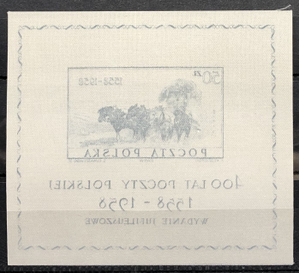 50 ZŁ 1558-1958
POCZTA POLSKA
400 LAT POCZTY POLSKIEJ
1558-1958
WYDANIE JUBILEUSZOWE